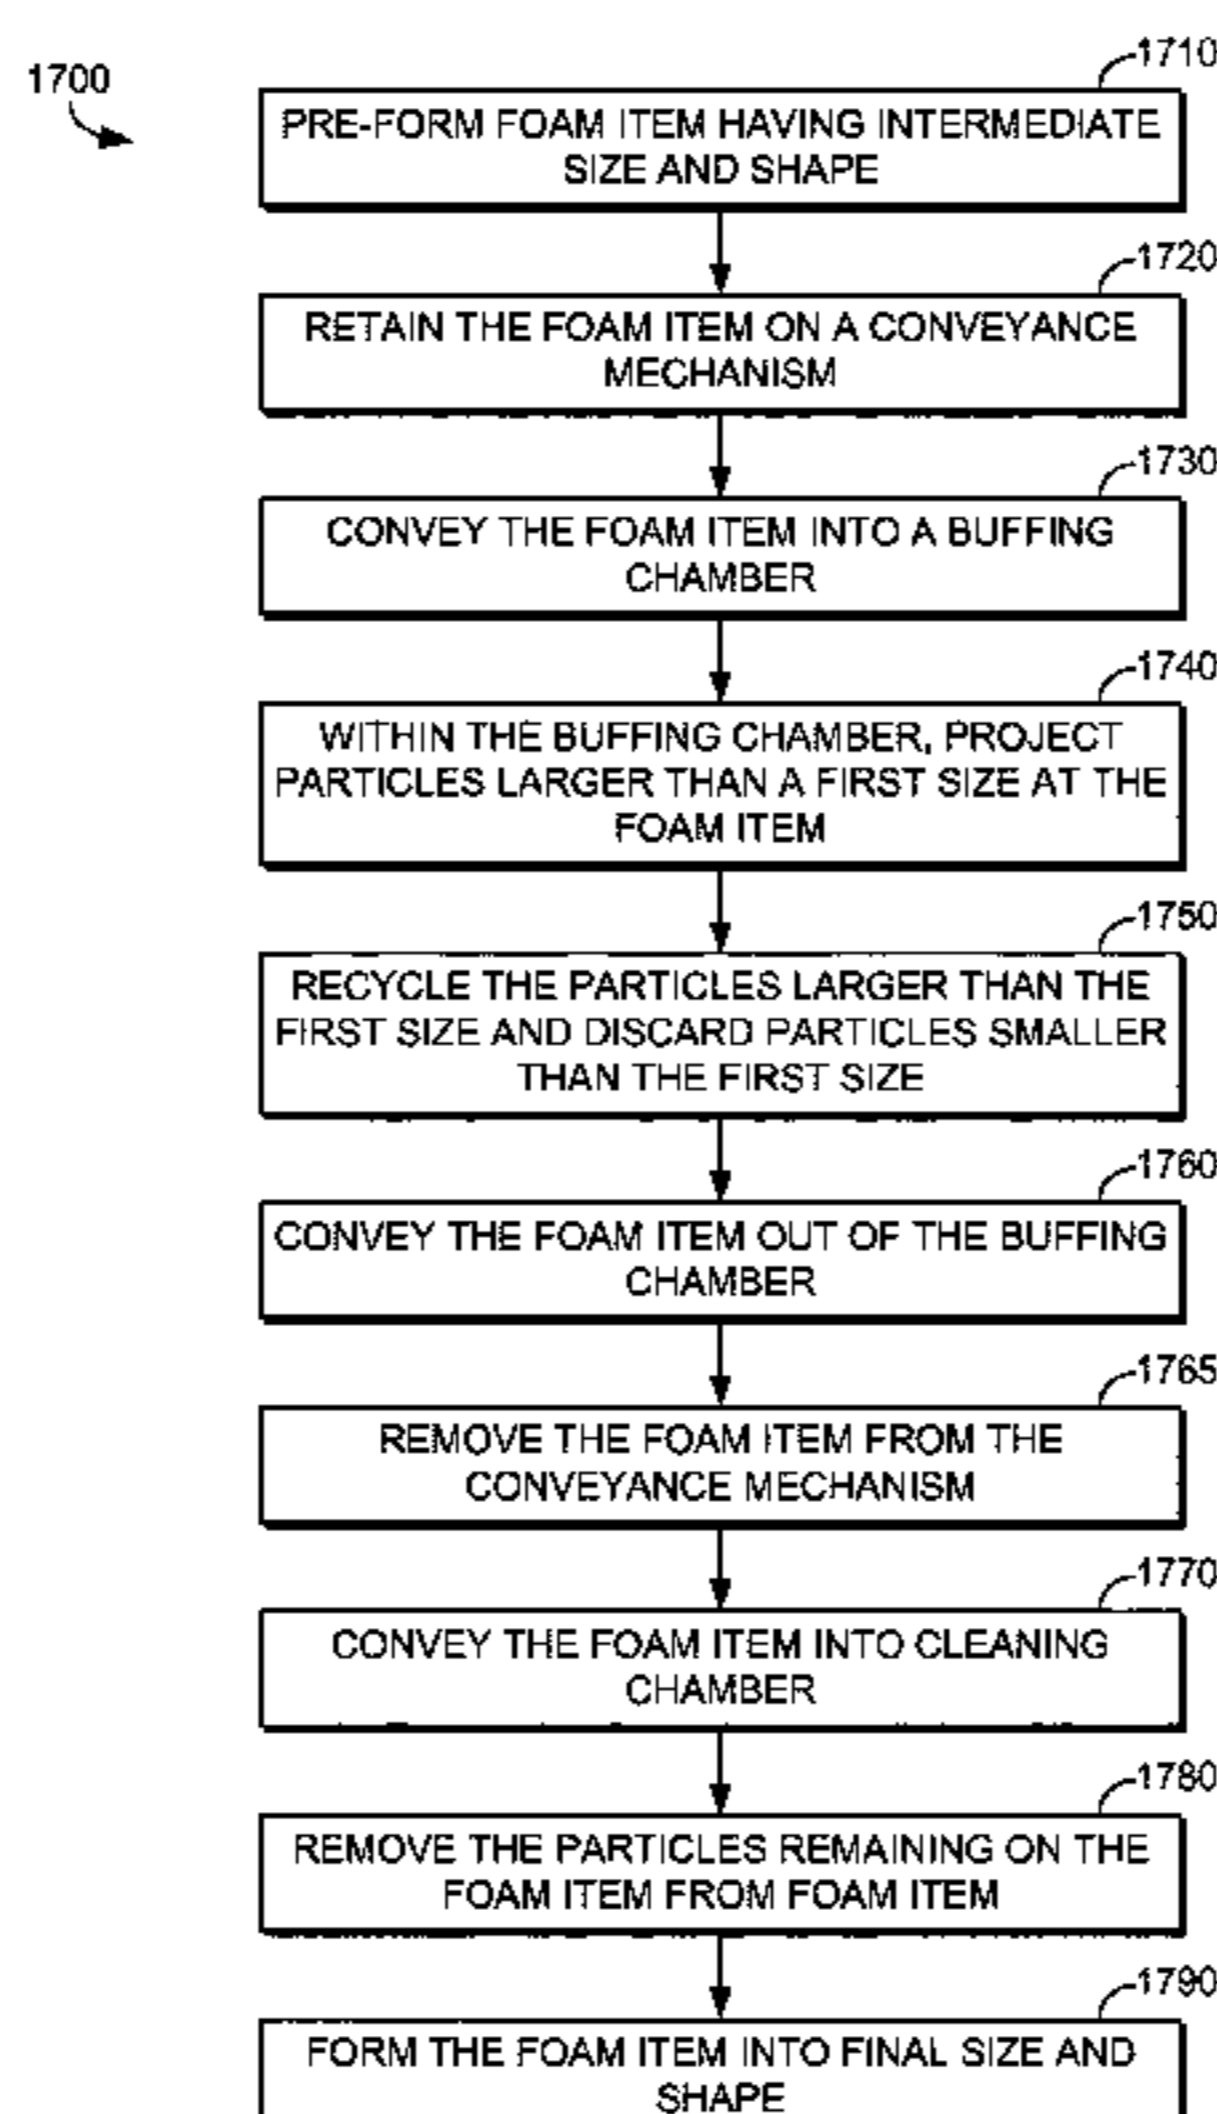 1700
1710
PRE-FORM FOAM ITEM HAVING INTERMEDIATE
SIZE AND SHAPE
1720
RETAIN THE FOAM ITEM ON A CONVEYANCE
MECHANISM
1730
CONVEY THE FOAM ITEM INTO A BUFFING
CHAMBER
1740
WITHIN THE BUFFING CHAMBER, PROJECT
PARTICLES LARGER THAN A FIRST SIZE AT THE
FOAM ITEM
1750
RECYCLE THE PARTICLES LARGER THAN THE
FIRST SIZE AND DISCARD PARTICLES SMALLER
THAN THE FIRST SIZE
1760
CONVEY THE FOAM ITEM OUT OF THE BUFFING
CHAMBER
1765
REMOVE THE FOAM ITEM FROM THE
CONVEYANCE MECHANISM
1770
CONVEY THE FOAM ITEM INTO CLEANING
CHAMBER
1780
REMOVE THE PARTICLES REMAINING ON THE
FOAM ITEM FROM FOAM ITEM
1790
FORM THE FOAM ITEM INTO FINAL SIZE AND
SHAPE